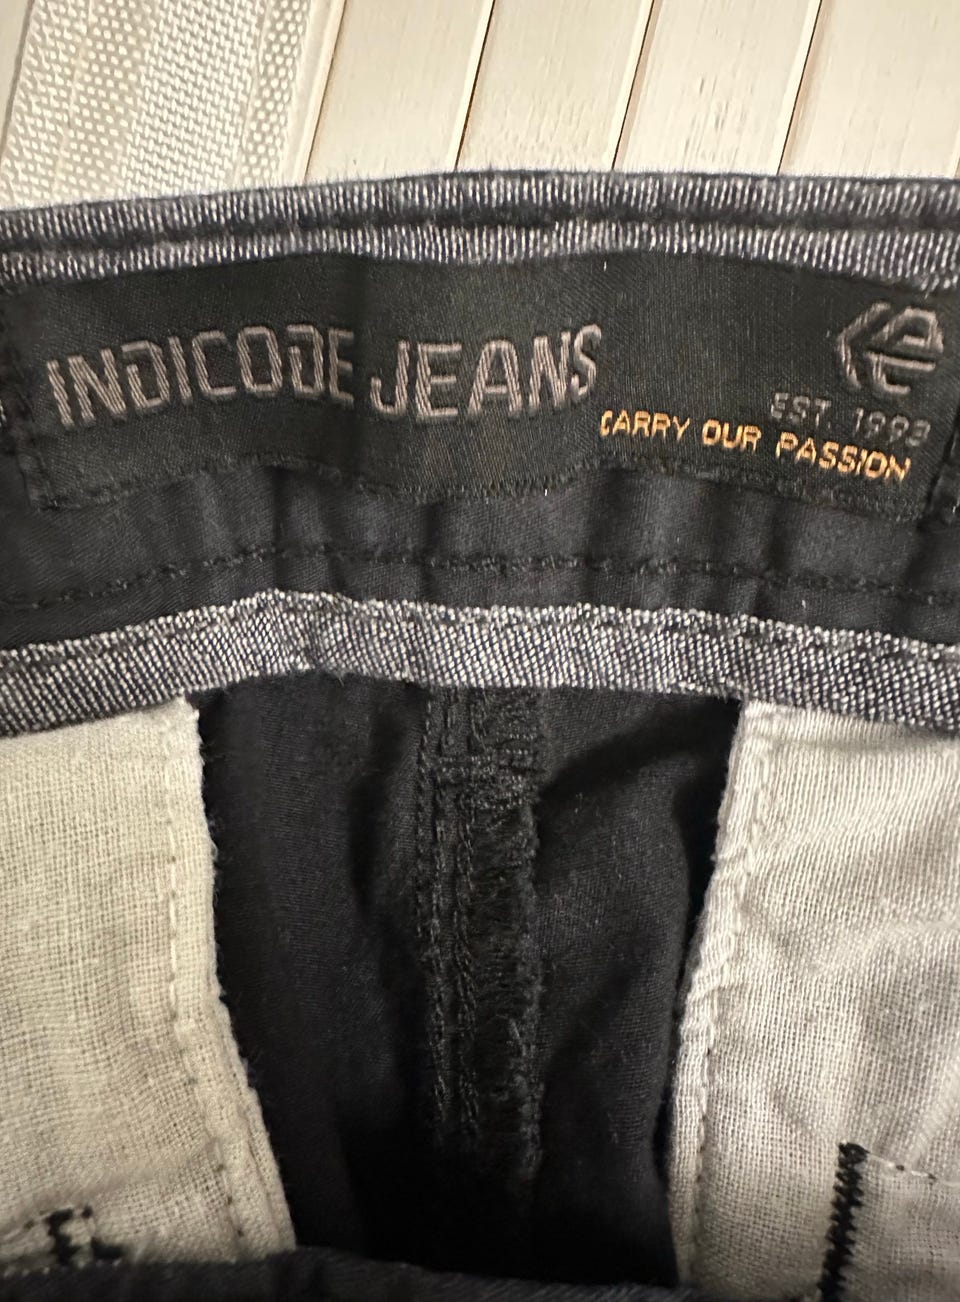 INDICODE JEANS
EST. 1993
CARRY OUR PASSION